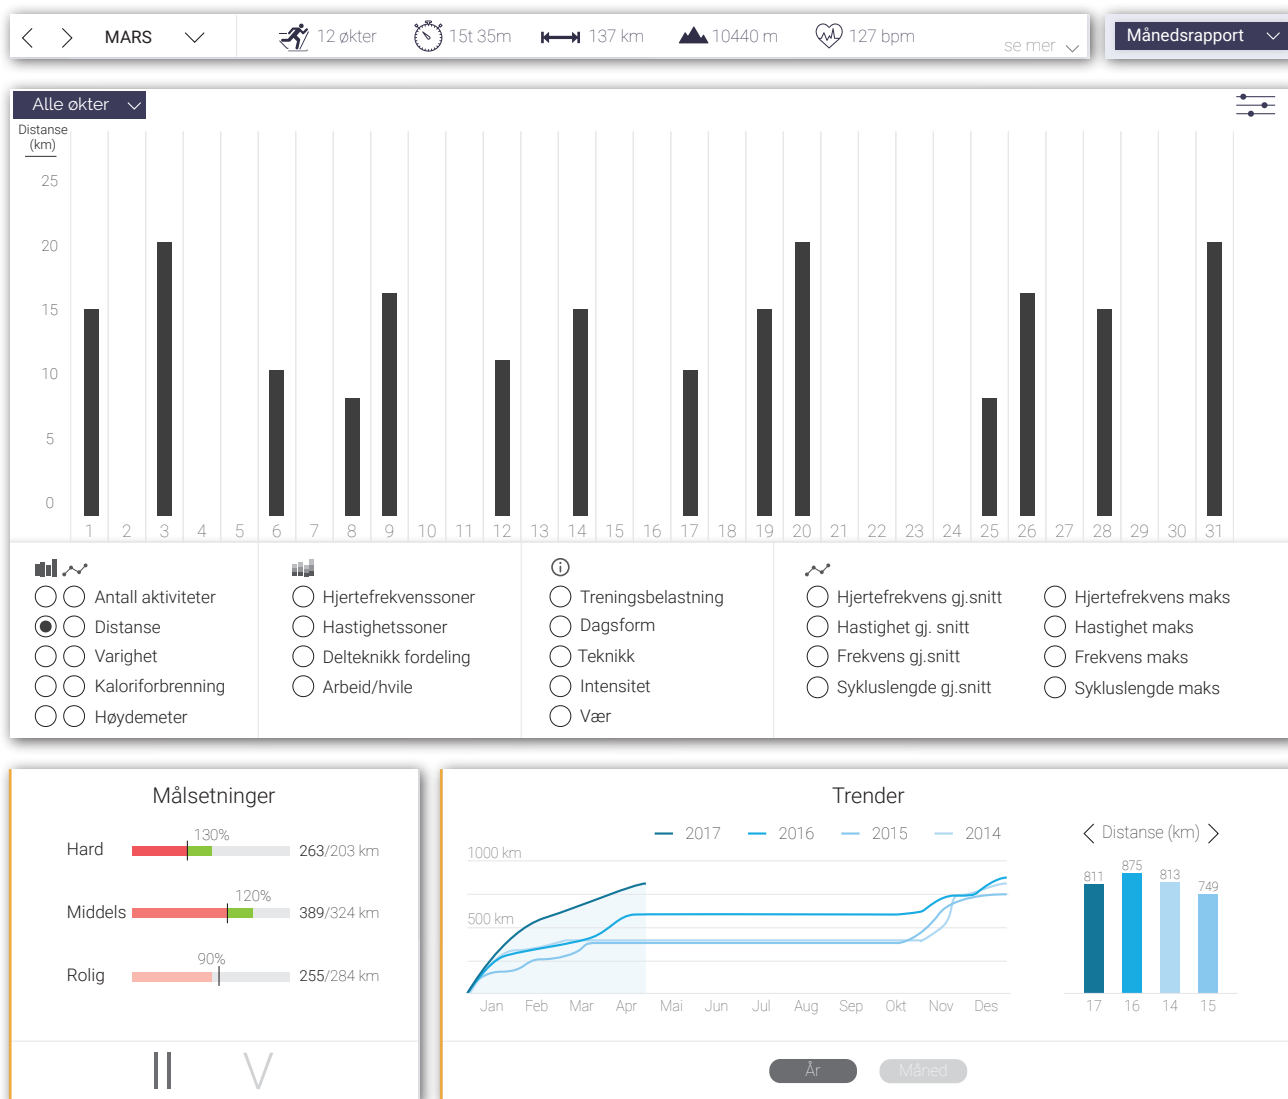 MARS 12 økter 15t 35m 137 km 10440 m 127 bpm se mer Månedsrapport
Alle økter
Distanse
(km)
25
20
15
10
5
0
1 2 3 4 5 6 7 8 9 10 11 12 13 14 15 16 17 18 19 20 21 22 23 24 25 26 27 28 29 30 31
Antall aktiviteter
Distanse
Varighet
Kaloriforbrenning
Høydemeter
Hjertefrekvenssoner
Hastighetssoner
Delteknikk fordeling
Arbeid/hvile
Treningsbelastning
Dagsform
Teknikk
Intensitet
Vær
Hjertefrekvens gj.snitt
Hastighet gj. snitt
Frekvens gj.snitt
Sykluslengde gj.snitt
Hjertefrekvens maks
Hastighet maks
Frekvens maks
Sykluslengde maks
Målsetninger
130%
Hard 263/203 km
120%
Middels 389/324 km
90%
Rolig 255/284 km
V
Trender
2017 2016 2015 2014
1000 km
500 km
Jan Feb Mar Apr Mai Jun Jul Aug Sep Okt Nov Des
Distanse (km)
811 875 813 749
17 16 14 15
År Måned